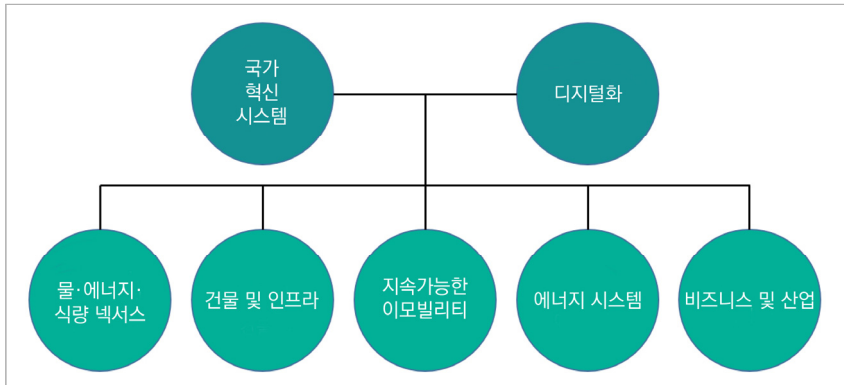 국가
혁신
시스템
디지털화
물·에너지·
식량 넥서스
건물 및 인프라
지속가능한
이모빌리티
에너지 시스템
비즈니스 및 산업